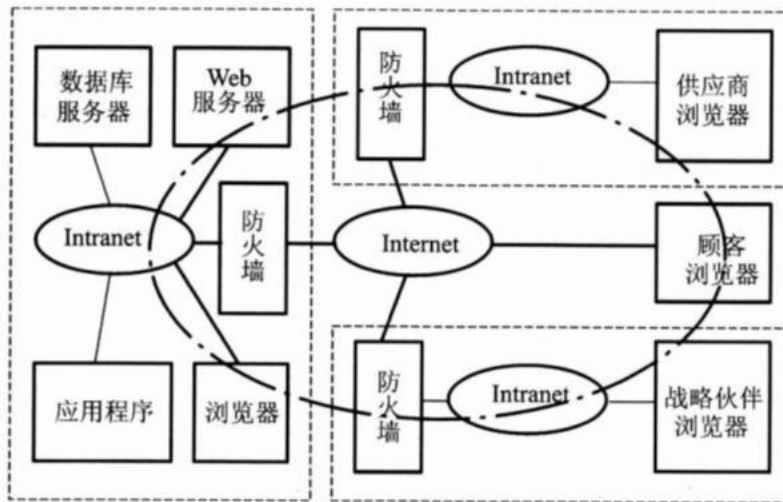 数据库
服务器
Web
服务器
Intranet
防
火
墙
应用程序
浏览器
防
火
墙
Intranet
供应商
浏览器
Internet
顾客
浏览器
防
火
墙
Intranet
战略伙伴
浏览器